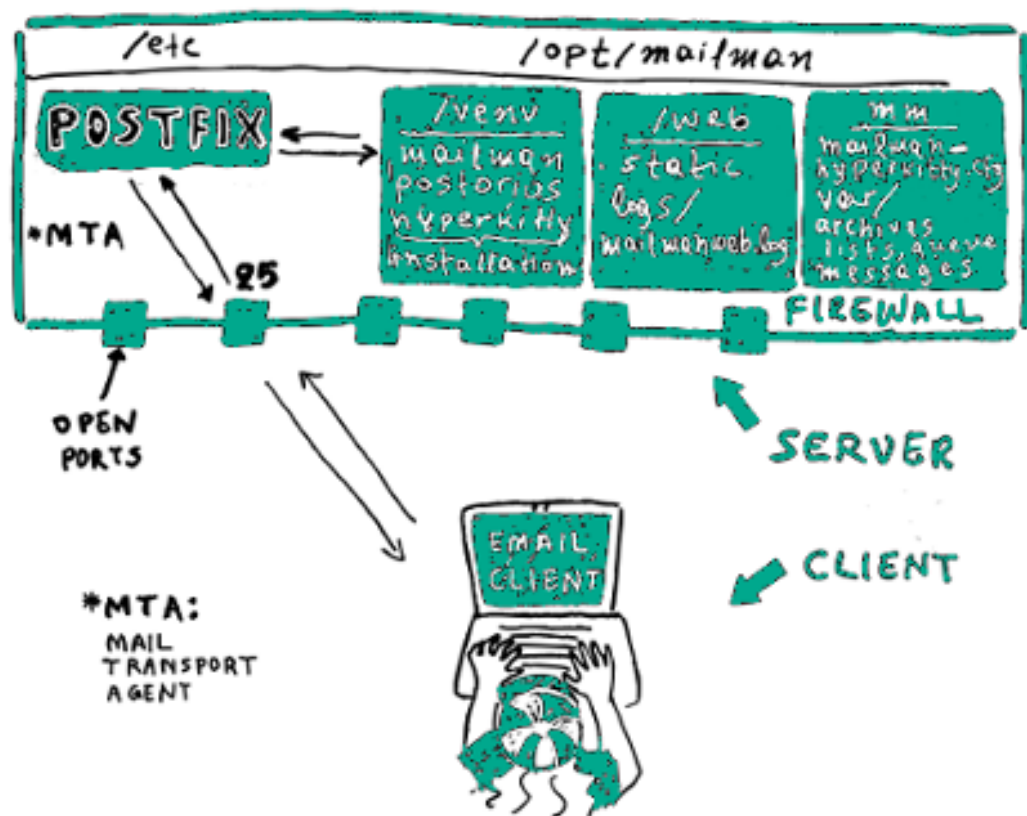 /etc
/opt/mailman
POSTFIX
*MTA
25
/venv
mailman
postorius
hyperkitty
installation
/web
static
logs/
mailmanweb.log
mm
mailman-
hyperkitty.cfg
var/
archives
lists, queue
messages
FIREWALL
OPEN
PORTS
SERVER
EMAIL
CLIENT
CLIENT
*MTA:
MAIL
TRANSPORT
AGENT